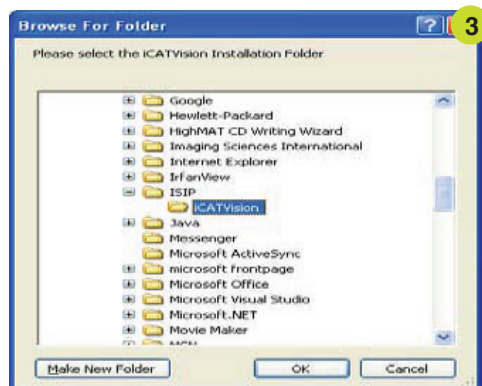 Browse For Folder
3
Please select the iCATVision Installation Folder
Google
Hewlett-Packard
HighMAT CD Writing Wizard
Imaging Sciences International
Internet Explorer
IrfanView
ISIP
iCATVision
Java
Messenger
Microsoft ActiveSync
microsoft frontpage
Microsoft Office
Microsoft Visual Studio
Microsoft.NET
Movie Maker
Make New Folder
OK
Cancel